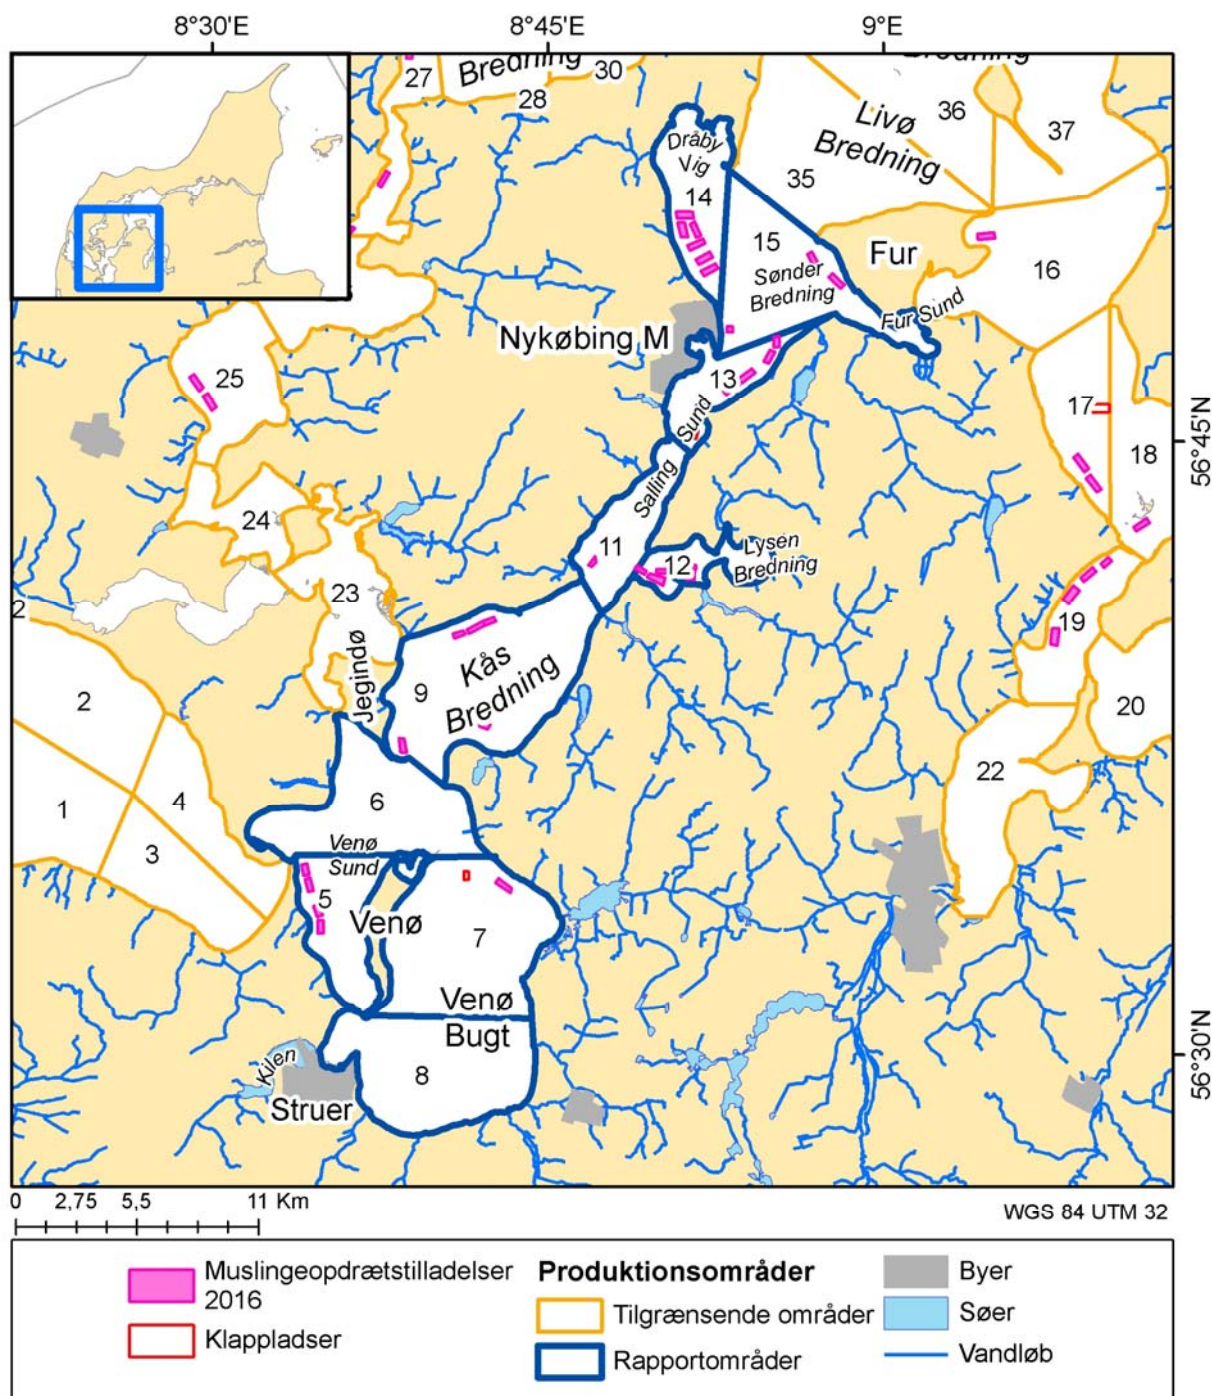 8°30'E
8°45'E
9°E
27
Bredning
30
28
36
37
Livø
Bredning
Dråby
Vig
14
35
15
Sønder
Bredning
Fur
16
Fur Sund
Nykøbing M
13
25
17
18
56°45'N
Salling Sund
24
11
12
Lysen
Bredning
23
19
2
Jegindø
9
Kås
Bredning
2
20
22
1
4
6
3
Venø
Sund
5
Venø
7
Venø
Bugt
56°30'N
Kilen
8
Struer
0 2,75 5,5 11 Km
WGS 84 UTM 32
Muslingeopdrætstilladelser
2016
Klappladser
Produktionsområder
Tilgrænsende områder
Rapportområder
Byer
Søer
Vandløb